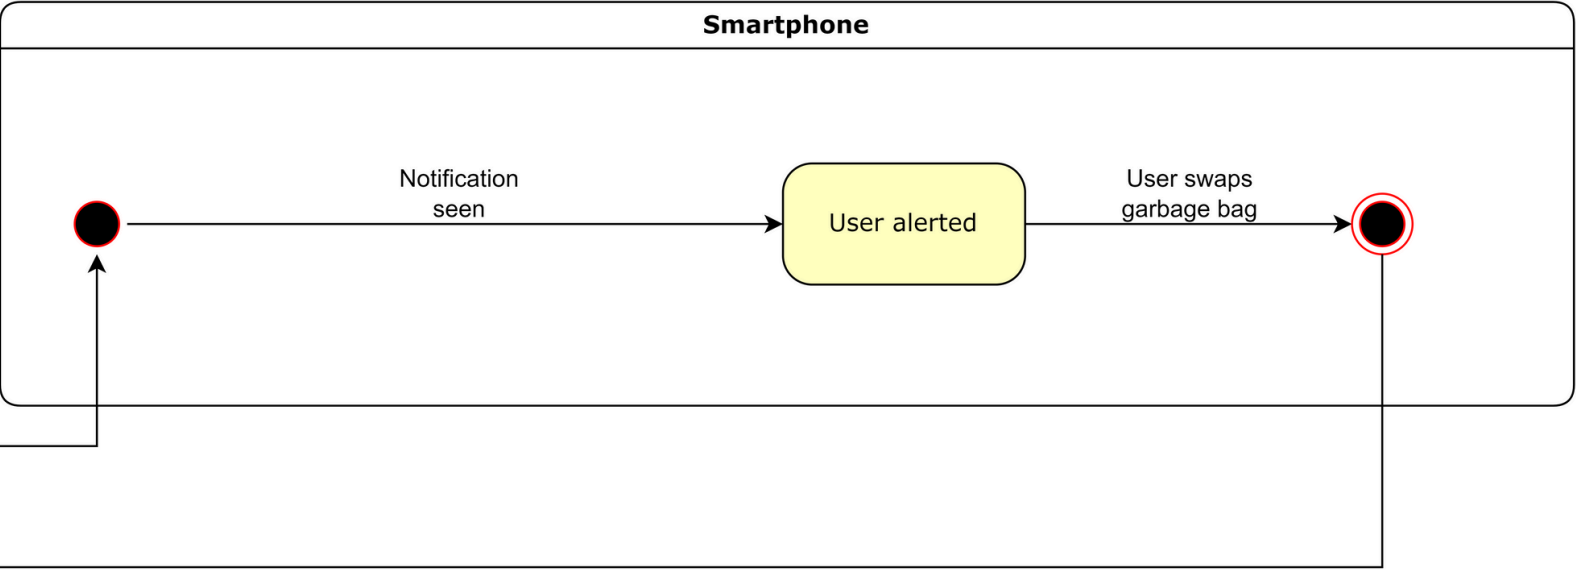 Smartphone
Notification
seen
User alerted
User swaps
garbage bag